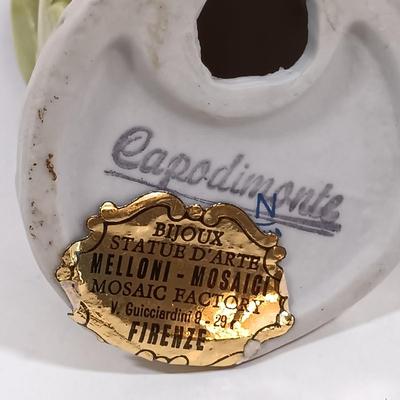 Capodimonte
N
BIJOUX
STATUE D'ARTE
MELLONI - MOSAICI
MOSAIC FACTORY
V. Guicciardini 8 - 29
FIRENZE